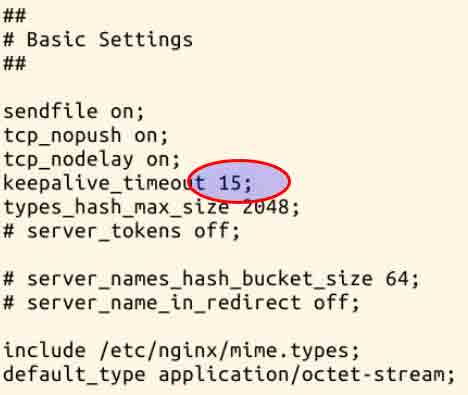 ##
# Basic Settings
##
sendfile on;
tcp_nopush on;
tcp_nodelay on;
keepalive_timeout 15;
types_hash_max_size 2048;
# server_tokens off;
# server_names_hash_bucket_size 64;
# server_name_in_redirect off;
include /etc/nginx/mime.types;
default_type application/octet-stream;